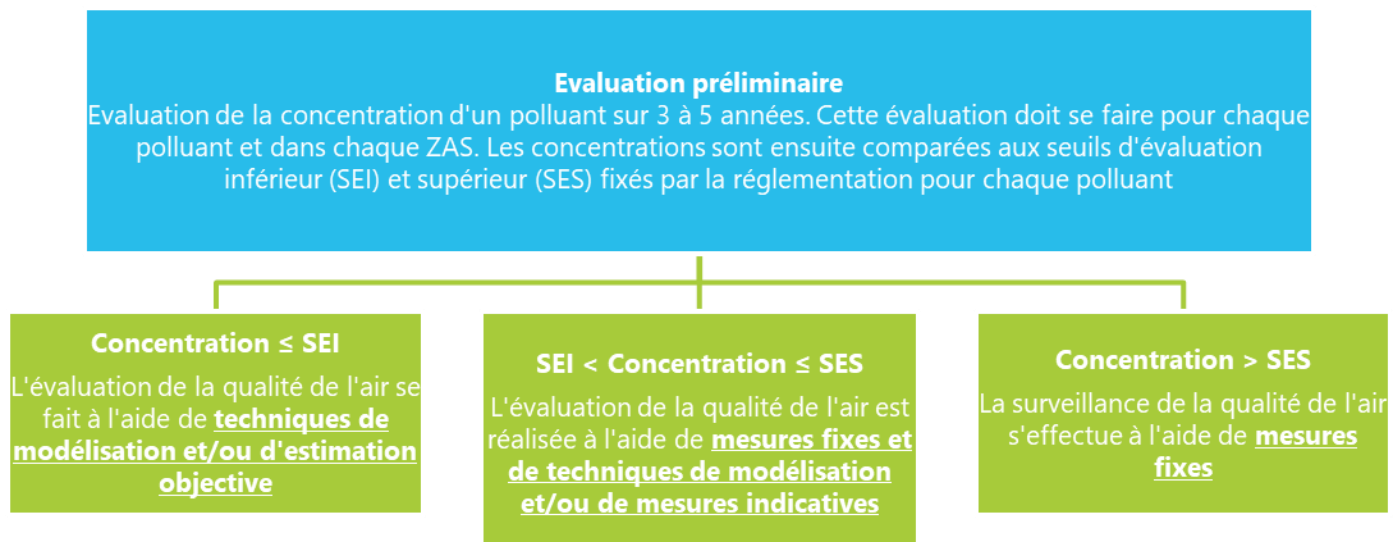 Evaluation préliminaire
Evaluation de la concentration d'un polluant sur 3 à 5 années. Cette évaluation doit se faire pour chaque
polluant et dans chaque ZAS. Les concentrations sont ensuite comparées aux seuils d'évaluation
inférieur (SEI) et supérieur (SES) fixés par la réglementation pour chaque polluant
Concentration ≤ SEI
L'évaluation de la qualité de l'air se
fait à l'aide de techniques de
modélisation et/ou d'estimation
objective
SEI < Concentration ≤ SES
L'évaluation de la qualité de l'air est
réalisée à l'aide de mesures fixes et
de techniques de modélisation
et/ou de mesures indicatives
Concentration > SES
La surveillance de la qualité de l'air
s'effectue à l'aide de mesures
fixes